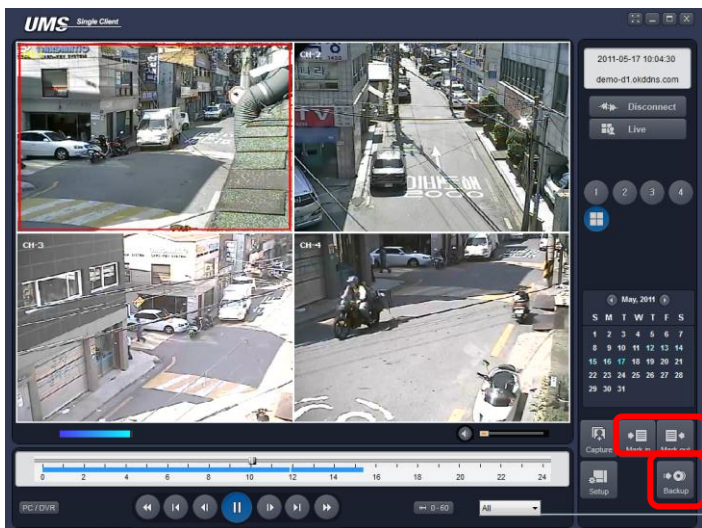 UMS Single Client
2011-05-17 10:04:30
demo-d1.okddns.com
Disconnect
Live
1 2 3 4
CH-2
CH-3
CH-4
May, 2011
S M T W T F S
1 2 3 4 5 6 7
8 9 10 11 12 13 14
15 16 17 18 19 20 21
22 23 24 25 26 27 28
29 30 31
Capture Mark in Mark out
0 2 4 6 8 10 12 14 16 18 20 22 24
Setup Backup
PC / DVR
0 - 60
All